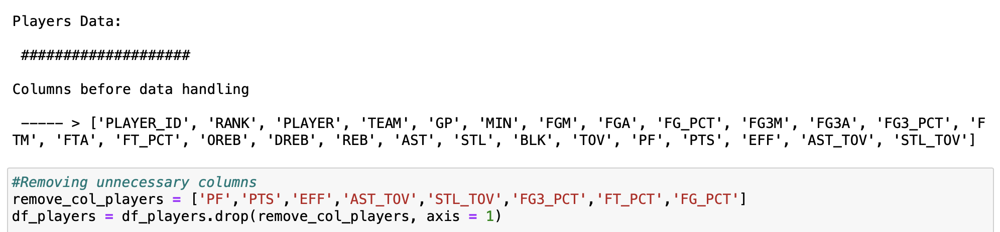 Players Data:
####################
Columns before data handling
----- > ['PLAYER_ID', 'RANK', 'PLAYER', 'TEAM', 'GP', 'MIN', 'FGM', 'FGA', 'FG_PCT', 'FG3M', 'FG3A', 'FG3_PCT', 'F
TM', 'FTA', 'FT_PCT', 'OREB', 'DREB', 'REB', 'AST', 'STL', 'BLK', 'TOV', 'PF', 'PTS', 'EFF', 'AST_TOV', 'STL_TOV']
#Removing unnecessary columns
remove_col_players = ['PF','PTS','EFF','AST_TOV','STL_TOV','FG3_PCT','FT_PCT','FG_PCT']
df_players = df_players.drop(remove_col_players, axis = 1)